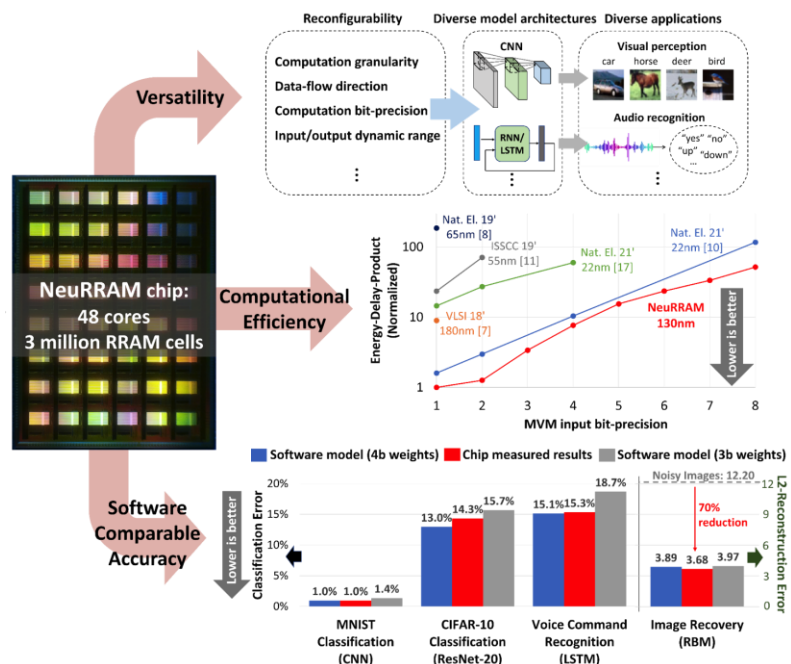 Reconfigurability
Diverse model architectures
Diverse applications
Versatility
Computation granularity
Data-flow direction
Computation bit-precision
Input/output dynamic range
⋮
CNN
RNN/
LSTM
⋮
Visual perception
car horse deer bird
Audio recognition
“yes” “no”
“up” “down”
...
⋮
NeuRRAM chip:
48 cores
3 million RRAM cells
Computational
Efficiency
Energy-Delay-Product
(Normalized)
100
10
1
Nat. El. 19'
65nm [8]
ISSCC 19'
55nm [11]
Nat. El. 21'
22nm [17]
Nat. El. 21'
22nm [10]
VLSI 18'
180nm [7]
NeuRRAM
130nm
Lower is better
1 2 3 4 5 6 7 8
MVM input bit-precision
Software
Comparable
Accuracy
Lower is better
Software model (4b weights) Chip measured results Software model (3b weights)
Classification Error
20%
15%
10%
5%
0%
1.0% 1.0% 1.4%
13.0% 14.3% 15.7%
15.1% 15.3% 18.7%
Noisy Images: 12.20
70%
reduction
3.89 3.68 3.97
12
9
6
3
0
L2-Reconstruction Error
MNIST
Classification
(CNN)
CIFAR-10
Classification
(ResNet-20)
Voice Command
Recognition
(LSTM)
Image Recovery
(RBM)